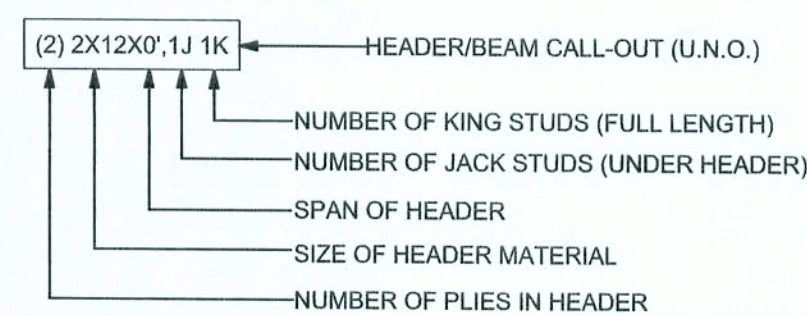 (2) 2X12X0',1J 1K
HEADER/BEAM CALL-OUT (U.N.O.)
NUMBER OF KING STUDS (FULL LENGTH)
NUMBER OF JACK STUDS (UNDER HEADER)
SPAN OF HEADER
SIZE OF HEADER MATERIAL
NUMBER OF PLIES IN HEADER